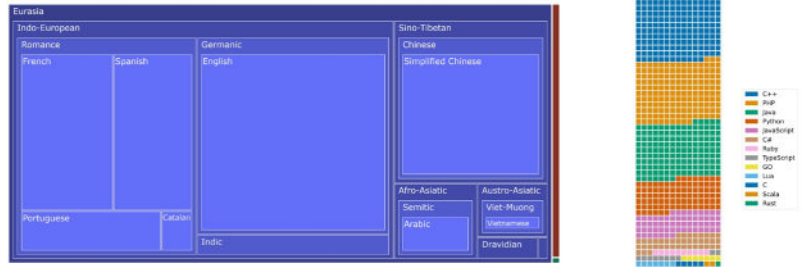 Eurasia
Indo-European
Sino-Tibetan
Romance
Germanic
Chinese
French
Spanish
English
Simplified Chinese
Afro-Asiatic
Austro-Asiatic
Semitic
Viet-Muong
Portuguese
Catalan
Arabic
Vietnamese
Indic
Dravidian
C++
PHP
Java
Python
JavaScript
C#
Ruby
TypeScript
GO
Lua
C
Scala
Rust